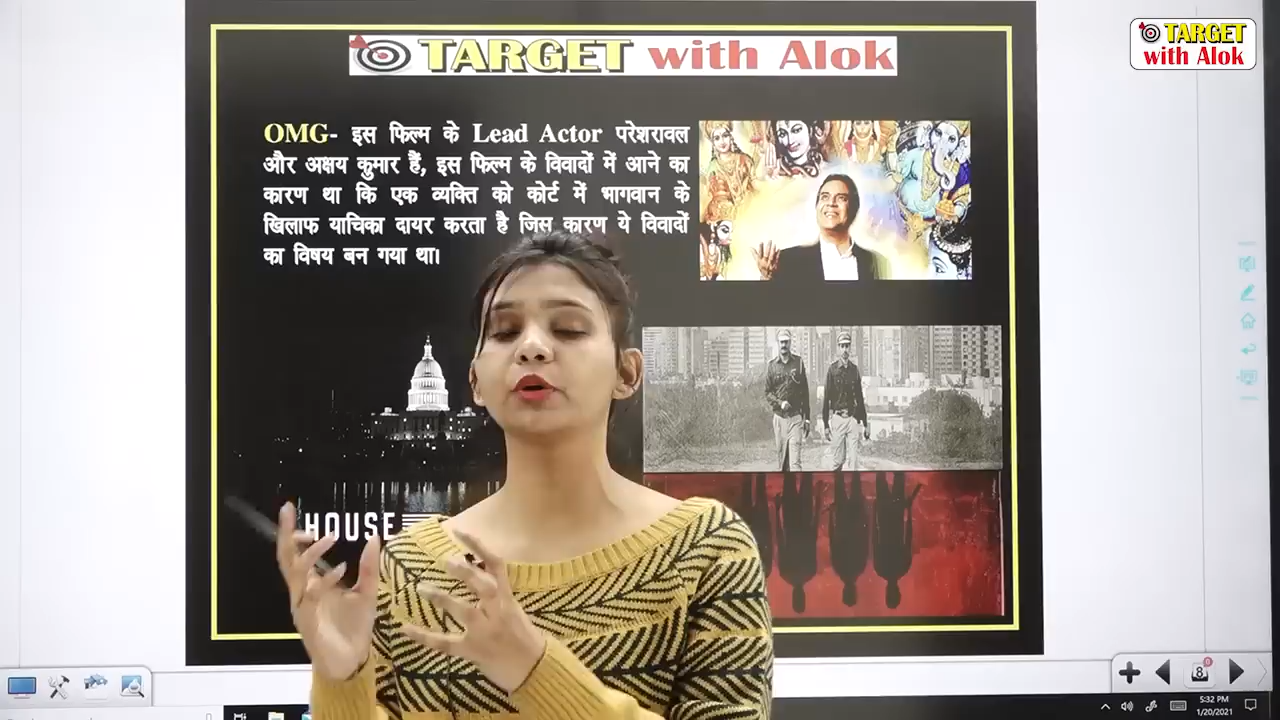 TARGET with Alok
TARGET
with Alok
OMG- इस फिल्म के Lead Actor परेशरावल
और अक्षय कुमार हैं, इस फिल्म के विवादों में आने का
कारण था कि एक व्यक्ति को कोर्ट में भागवान के
खिलाफ याचिका दायर करता है जिस कारण ये विवादों
का विषय बन गया था।
HOUSE
8
5:32 PM
1/20/2021